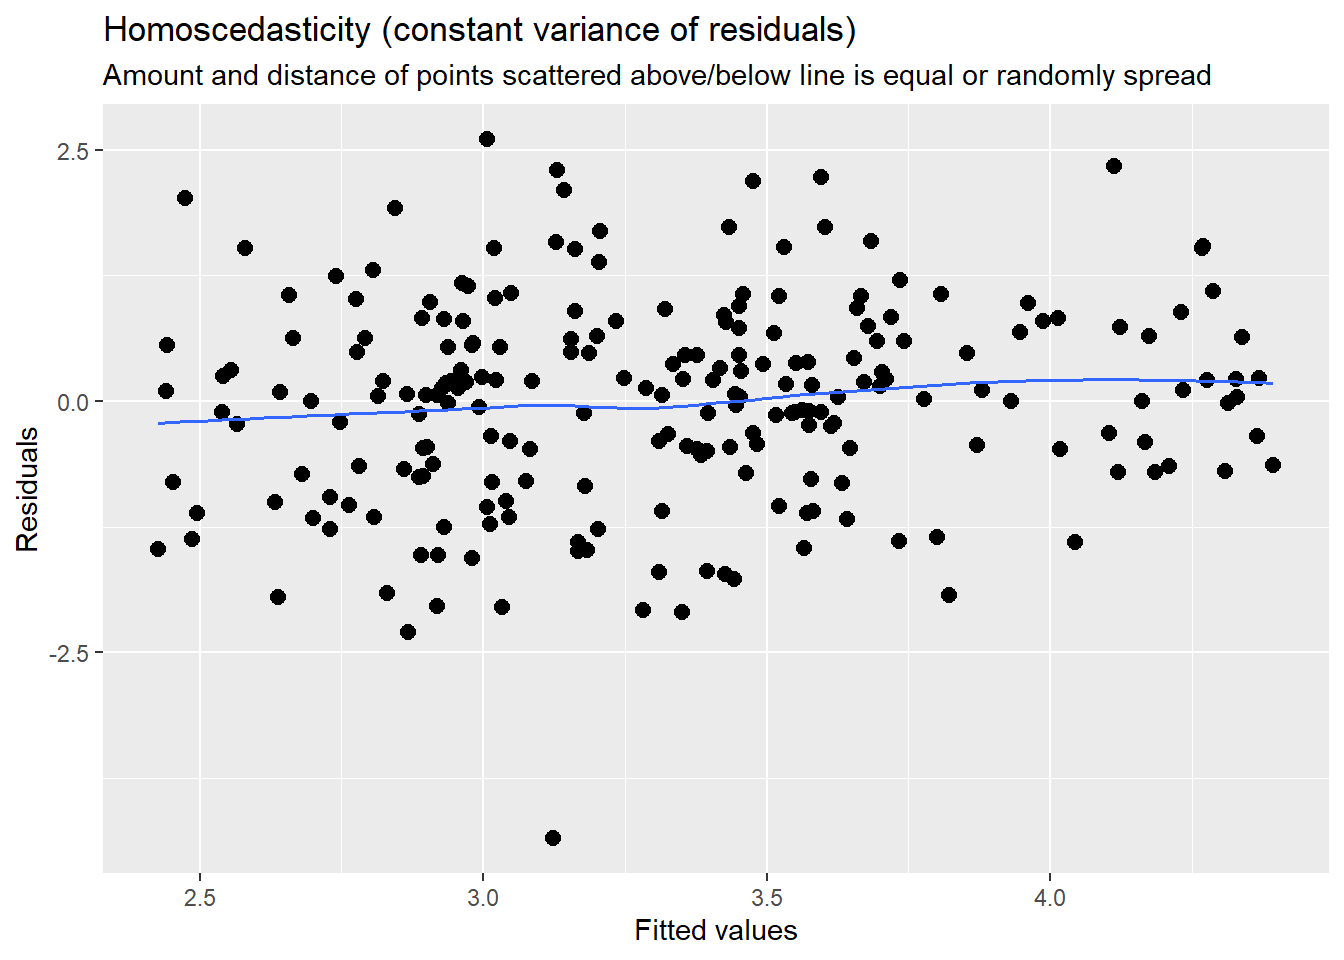 Homoscedasticity (constant variance of residuals)
Amount and distance of points scattered above/below line is equal or randomly spread
2.5
0.0
-2.5
Residuals
2.5
3.0
3.5
4.0
Fitted values